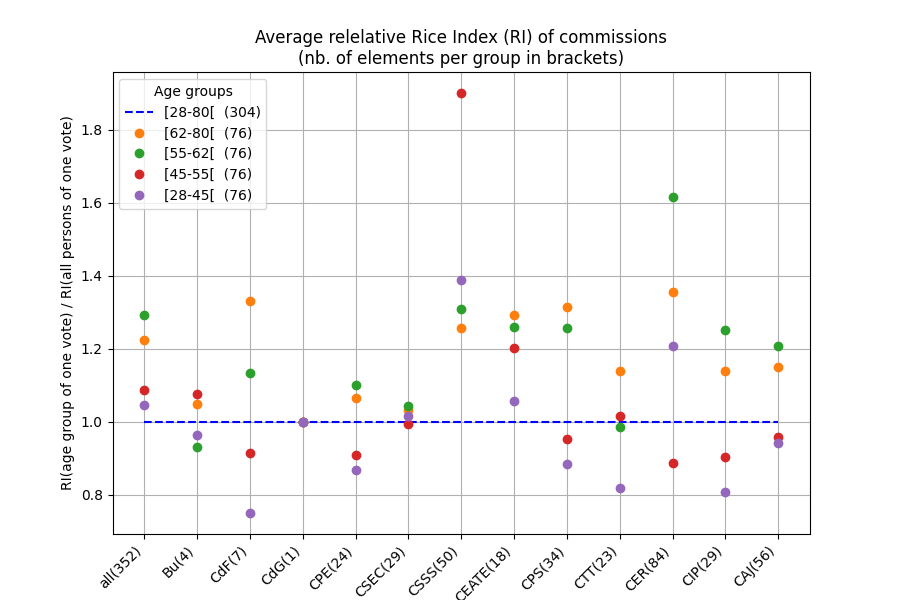 Average relelative Rice Index (RI) of commissions
(nb. of elements per group in brackets)
RI(age group of one vote) / RI(all persons of one vote)
Age groups
[28-80[ (304)
[62-80[ (76)
[55-62[ (76)
[45-55[ (76)
[28-45[ (76)
1.8
1.6
1.4
1.2
1.0
0.8
all(352)
Bu(4)
CdF(7)
CdG(1)
CPE(24)
CSEC(29)
CSSS(50)
CEATE(18)
CPS(34)
CTT(23)
CER(84)
CIP(29)
CAJ(56)